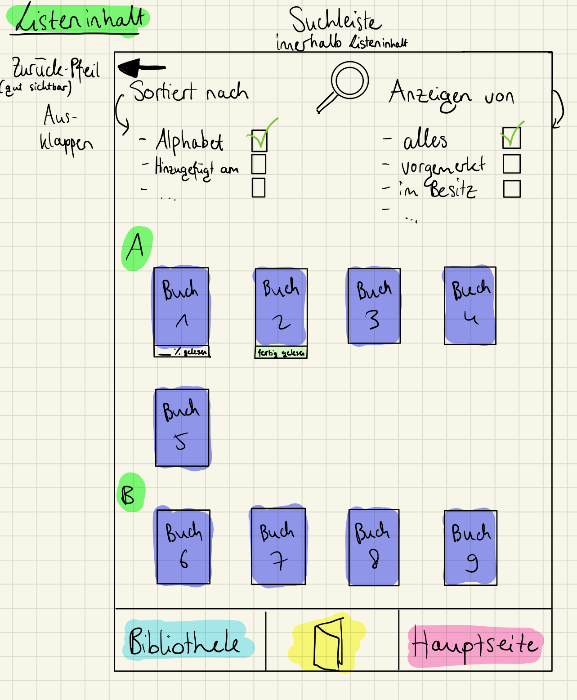 Listeninhalt
Suchleiste
innerhalb Listeninhalt
Zurück-Pfeil
(gut sichtbar)
Aus-
klappen
Sortiert nach
- Alphabet
- Hinzugefügt am
- ...
Anzeigen von
- alles
- vorgemerkt
- im Besitz
- ...
A
Buch
1
__ % gelesen
Buch
2
fertig gelesen
Buch
3
Buch
4
Buch
5
B
Buch
6
Buch
7
Buch
8
Buch
9
Bibliothek
Hauptseite